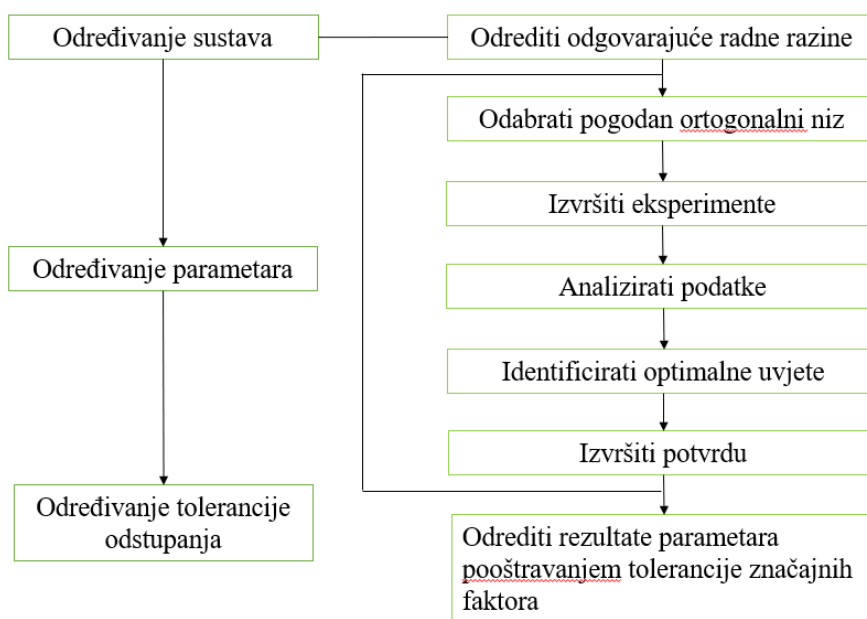 Određivanje sustava
Odrediti odgovarajuće radne razine
Odabrati pogodan ortogonalni niz
Izvršiti eksperimente
Određivanje parametara
Analizirati podatke
Identificirati optimalne uvjete
Izvršiti potvrdu
Određivanje tolerancije
odstupanja
Odrediti rezultate parametara
pooštravanjem tolerancije značajnih
faktora